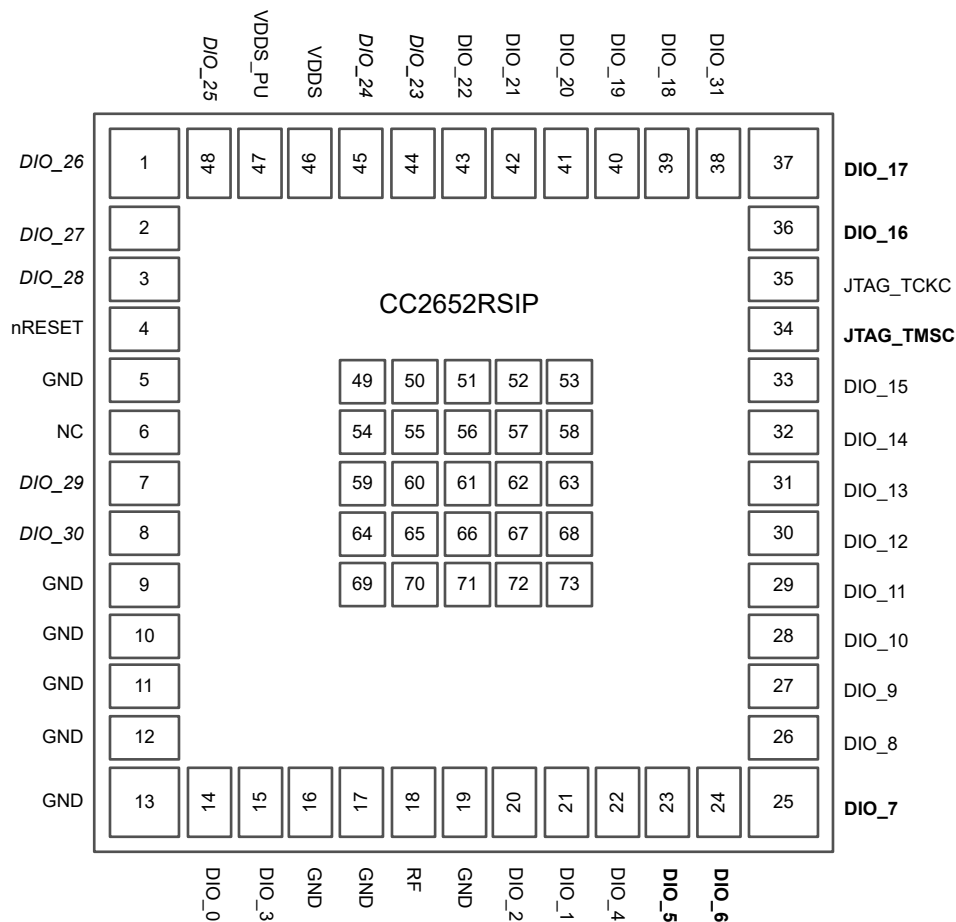 DIO_25 VDDS_PU VDDS DIO_24 DIO_23 DIO_22 DIO_21 DIO_20 DIO_19 DIO_18 DIO_31
DIO_26 1 48 47 46 45 44 43 42 41 40 39 38 37 DIO_17
DIO_27 2 36 DIO_16
DIO_28 3 35 JTAG_TCKC
CC2652RSIP
nRESET 4 34 JTAG_TMSC
GND 5 49 50 51 52 53 33 DIO_15
NC 6 54 55 56 57 58 32 DIO_14
DIO_29 7 59 60 61 62 63 31 DIO_13
DIO_30 8 64 65 66 67 68 30 DIO_12
GND 9 69 70 71 72 73 29 DIO_11
GND 10 28 DIO_10
GND 11 27 DIO_9
GND 12 26 DIO_8
GND 13 14 15 16 17 18 19 20 21 22 23 24 25 DIO_7
DIO_0 DIO_3 GND GND RF GND DIO_2 DIO_1 DIO_4 DIO_5 DIO_6